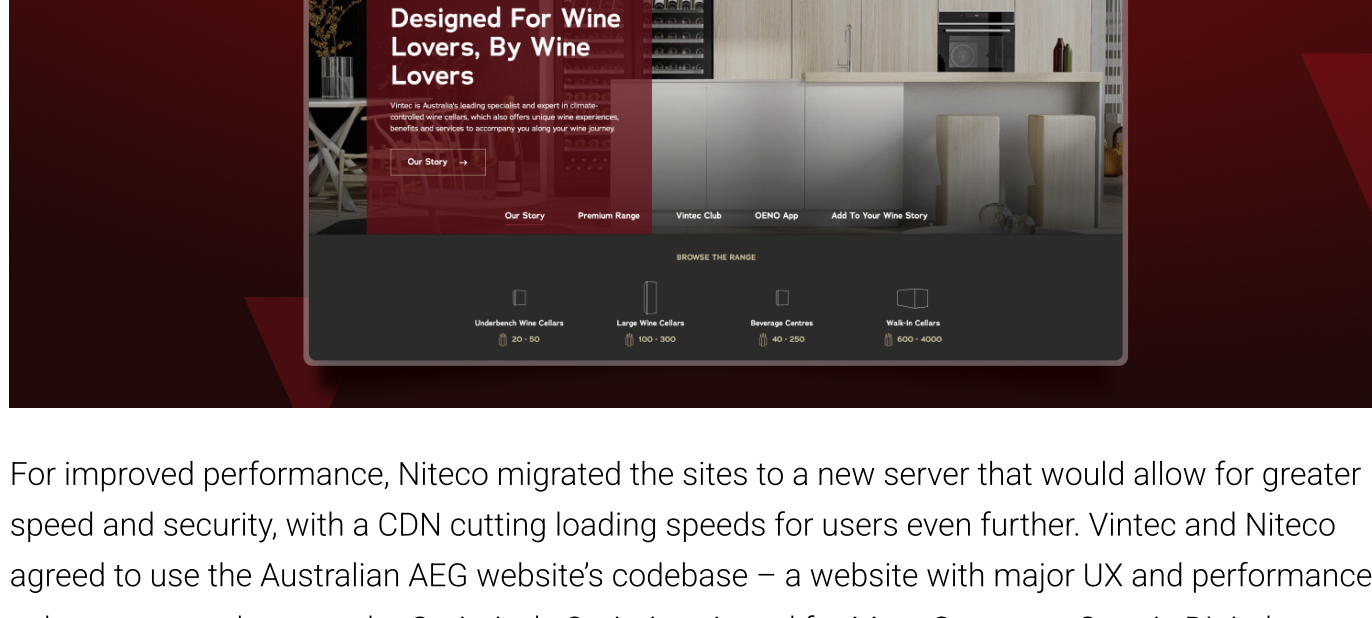 Designed For Wine
Lovers, By Wine
Lovers
Vintec is Australia's leading specialist and expert in climate-
controlled wine cellars, which also offers unique wine experiences,
benefits and services to accompany you along your wine journey.
Our Story →
Our Story Premium Range Vintec Club OENO App Add To Your Wine Story
BROWSE THE RANGE
Underbench Wine Cellars Large Wine Cellars Beverage Centres Walk-In Cellars
20 - 50 100 - 300 40 - 250 600 - 4000
For improved performance, Niteco migrated the sites to a new server that would allow for greater
speed and security, with a CDN cutting loading speeds for users even further. Vintec and Niteco
agreed to use the Australian AEG website's codebase – a website with major UX and performance